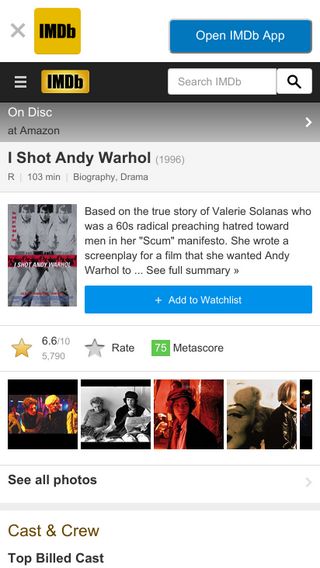 IMDb
Open IMDb App
IMDb
Search IMDb
On Disc
at Amazon
I Shot Andy Warhol (1996)
R | 103 min | Biography, Drama
I SHOT ANDY WARHOL
Based on the true story of Valerie Solanas who
was a 60s radical preaching hatred toward
men in her "Scum" manifesto. She wrote a
screenplay for a film that she wanted Andy
Warhol to ... See full summary »
+ Add to Watchlist
6.6/10
5,790
Rate
75 Metascore
See all photos
Cast & Crew
Top Billed Cast